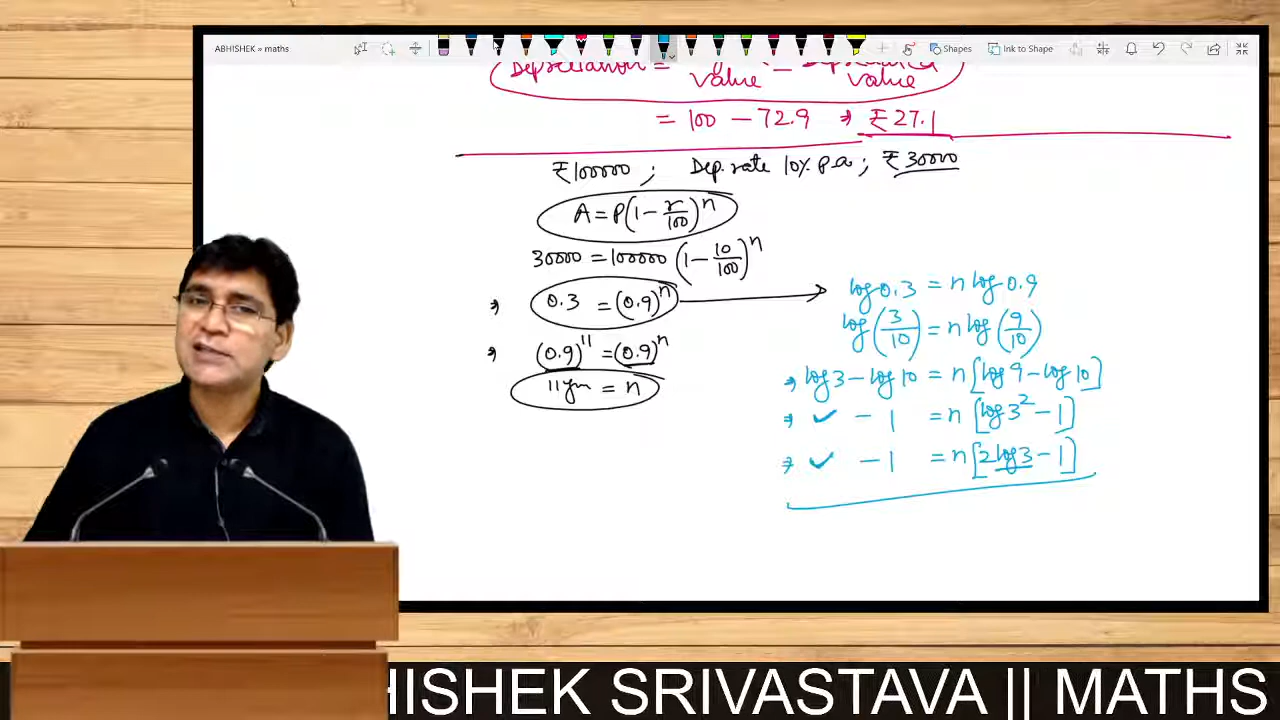 ABHISHEK » maths
Shapes
Ink to Shape
Depreciation =
value – value
= 100 – 72.9 ⇒ ₹27.1
₹100000 ; Dep. rate 10% p.a ; ₹30000
A = P(1 – r/100)^n
30000 = 100000 (1 – 10/100)^n
⇒ 0.3 = (0.9)^n
⇒ (0.9)^11 = (0.9)^n
11yrs = n
log 0.3 = n log 0.9
log (3/10) = n log (9/10)
⇒ log 3 – log 10 = n [log 9 – log 10]
⇒ ✓ – 1 = n [log 3^2 – 1]
⇒ ✓ – 1 = n [2 log 3 – 1]
HISHEK SRIVASTAVA || MATHS